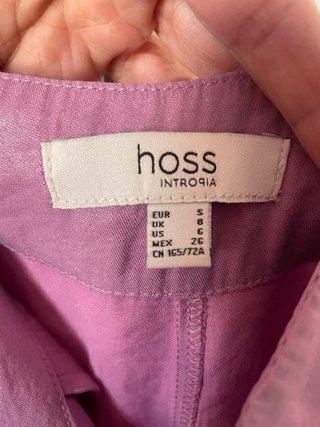 hoss
INTROPIA
EUR S
UK 8
US 6
MEX 26
CN 165/72A